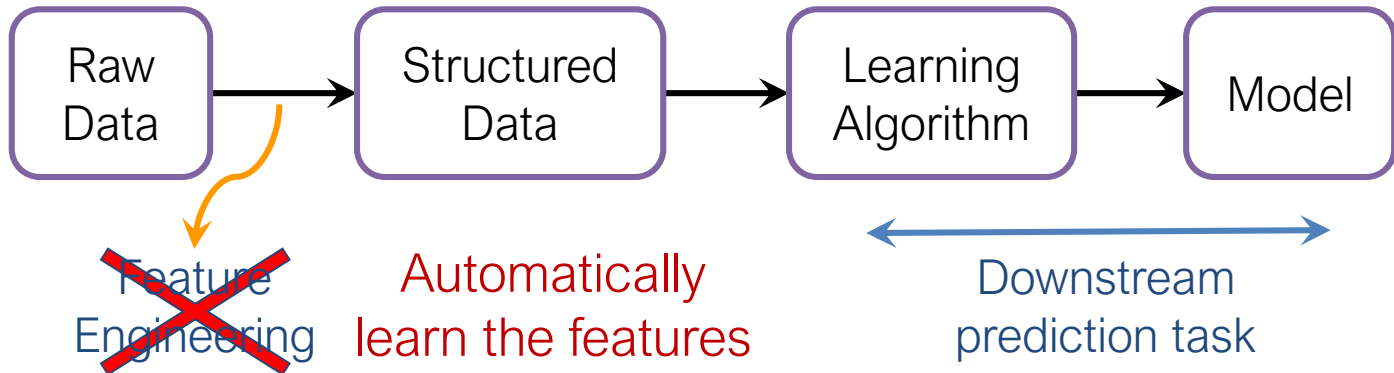 Raw
Data
Structured
Data
Learning
Algorithm
Model
Feature
Engineering
Automatically
learn the features
Downstream
prediction task